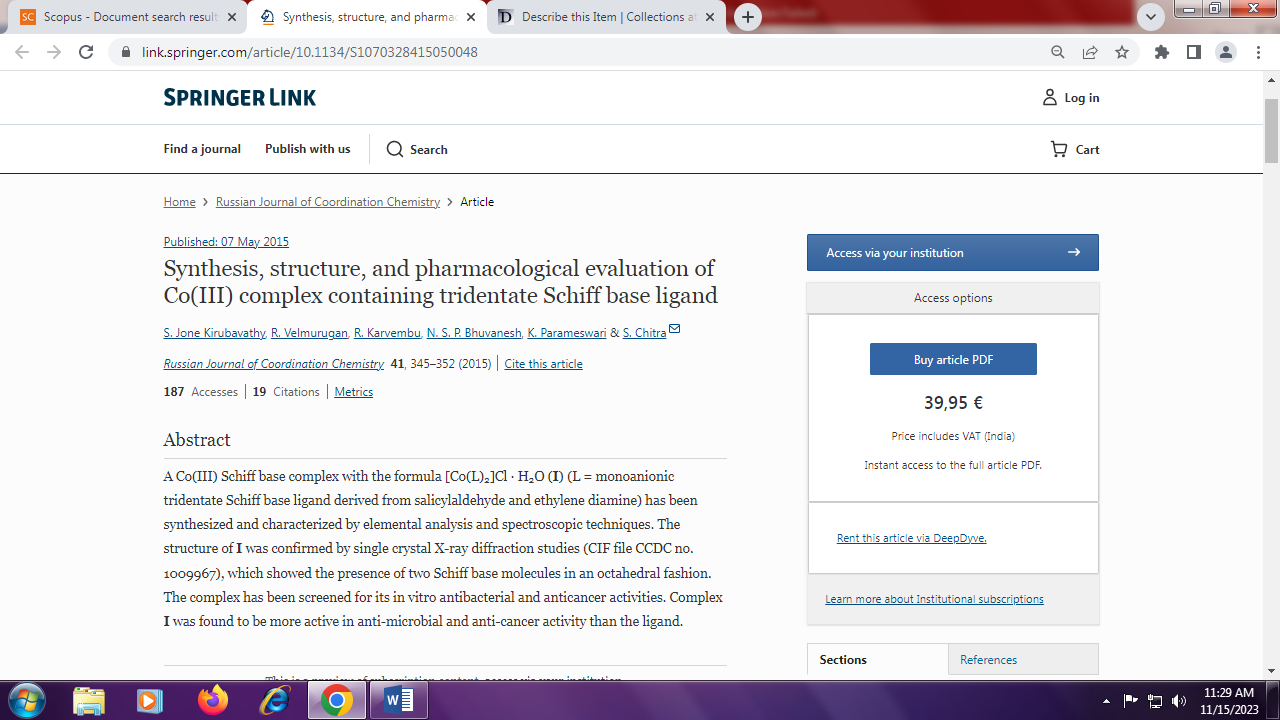 Scopus - Document search result
Synthesis, structure, and pharmac
Describe this Item | Collections at
link.springer.com/article/10.1134/S1070328415050048
SPRINGER LINK
Log in
Find a journal
Publish with us
Search
Cart
Home > Russian Journal of Coordination Chemistry > Article
Published: 07 May 2015
Synthesis, structure, and pharmacological evaluation of
Co(III) complex containing tridentate Schiff base ligand
S. Jone Kirubavathy, R. Velmurugan, R. Karvembu, N. S. P. Bhuvanesh, K. Parameswari & S. Chitra
Russian Journal of Coordination Chemistry 41, 345–352 (2015) | Cite this article
187 Accesses | 19 Citations | Metrics
Abstract
A Co(III) Schiff base complex with the formula [Co(L)₂]Cl · H₂O (I) (L = monoanionic
tridentate Schiff base ligand derived from salicylaldehyde and ethylene diamine) has been
synthesized and characterized by elemental analysis and spectroscopic techniques. The
structure of I was confirmed by single crystal X-ray diffraction studies (CIF file CCDC no.
1009967), which showed the presence of two Schiff base molecules in an octahedral fashion.
The complex has been screened for its in vitro antibacterial and anticancer activities. Complex
I was found to be more active in anti-microbial and anti-cancer activity than the ligand.
This is a preview of subscription content, access via your institution
Access via your institution
Access options
Buy article PDF
39,95 €
Price includes VAT (India)
Instant access to the full article PDF.
Rent this article via DeepDyve.
Learn more about Institutional subscriptions
Sections
References
11:29 AM
11/15/2023